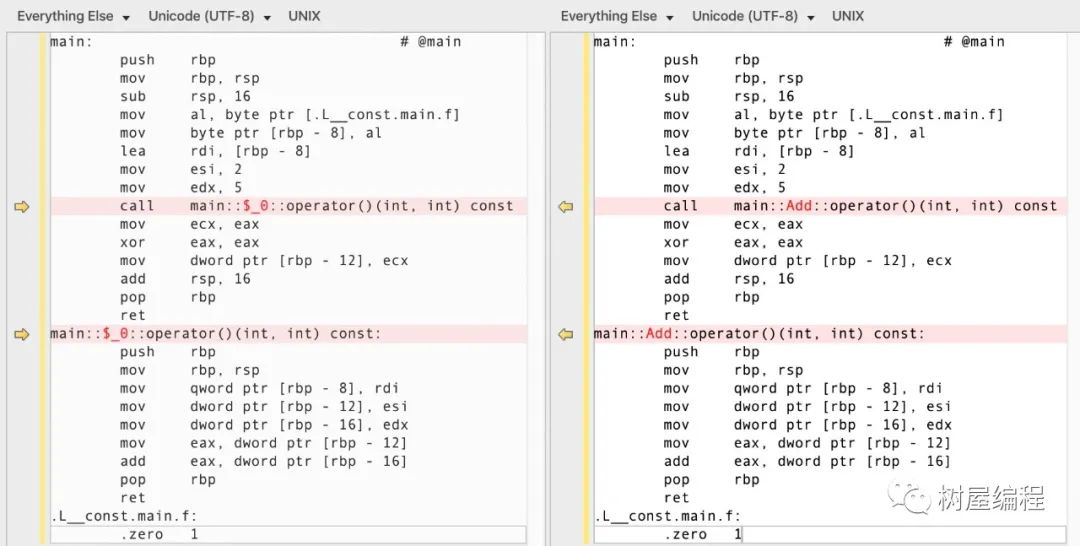 Everything Else Unicode (UTF-8) UNIX
main: # @main
push rbp
mov rbp, rsp
sub rsp, 16
mov al, byte ptr [.L__const.main.f]
mov byte ptr [rbp - 8], al
lea rdi, [rbp - 8]
mov esi, 2
mov edx, 5
call main::$_0::operator()(int, int) const
mov ecx, eax
xor eax, eax
mov dword ptr [rbp - 12], ecx
add rsp, 16
pop rbp
ret
main::$_0::operator()(int, int) const:
push rbp
mov rbp, rsp
mov qword ptr [rbp - 8], rdi
mov dword ptr [rbp - 12], esi
mov dword ptr [rbp - 16], edx
mov eax, dword ptr [rbp - 12]
add eax, dword ptr [rbp - 16]
pop rbp
ret
.L__const.main.f:
.zero 1
Everything Else Unicode (UTF-8) UNIX
main: # @main
push rbp
mov rbp, rsp
sub rsp, 16
mov al, byte ptr [.L__const.main.f]
mov byte ptr [rbp - 8], al
lea rdi, [rbp - 8]
mov esi, 2
mov edx, 5
call main::Add::operator()(int, int) const
mov ecx, eax
xor eax, eax
mov dword ptr [rbp - 12], ecx
add rsp, 16
pop rbp
ret
main::Add::operator()(int, int) const:
push rbp
mov rbp, rsp
mov qword ptr [rbp - 8], rdi
mov dword ptr [rbp - 12], esi
mov dword ptr [rbp - 16], edx
mov eax, dword ptr [rbp - 12]
add eax, dword ptr [rbp - 16]
pop rbp
ret
.L__const.main.f:
.zero 1
树屋编程